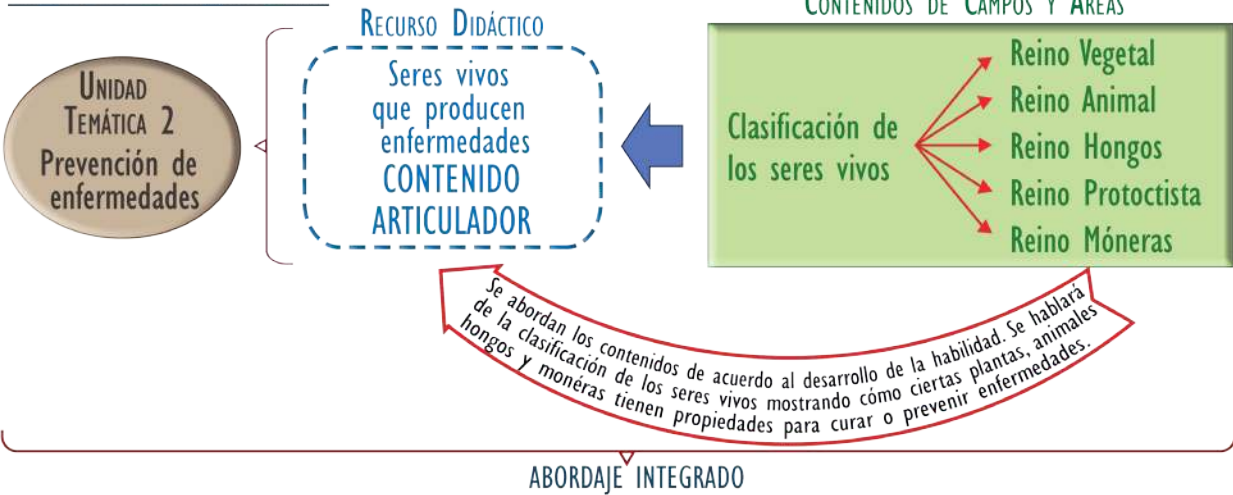 CONTENIDOS DE CAMPOS Y ÁREAS
RECURSO DIDÁCTICO
UNIDAD
TEMÁTICA 2
Prevención de
enfermedades
Seres vivos
que producen
enfermedades
CONTENIDO
ARTICULADOR
Clasificación de
los seres vivos
Reino Vegetal
Reino Animal
Reino Hongos
Reino Protoctista
Reino Móneras
Se abordan los contenidos de acuerdo al desarrollo de la habilidad. Se hablará
de la clasificación de los seres vivos mostrando cómo ciertas plantas, animales
hongos y monéras tienen propiedades para curar o prevenir enfermedades.
ABORDAJE INTEGRADO